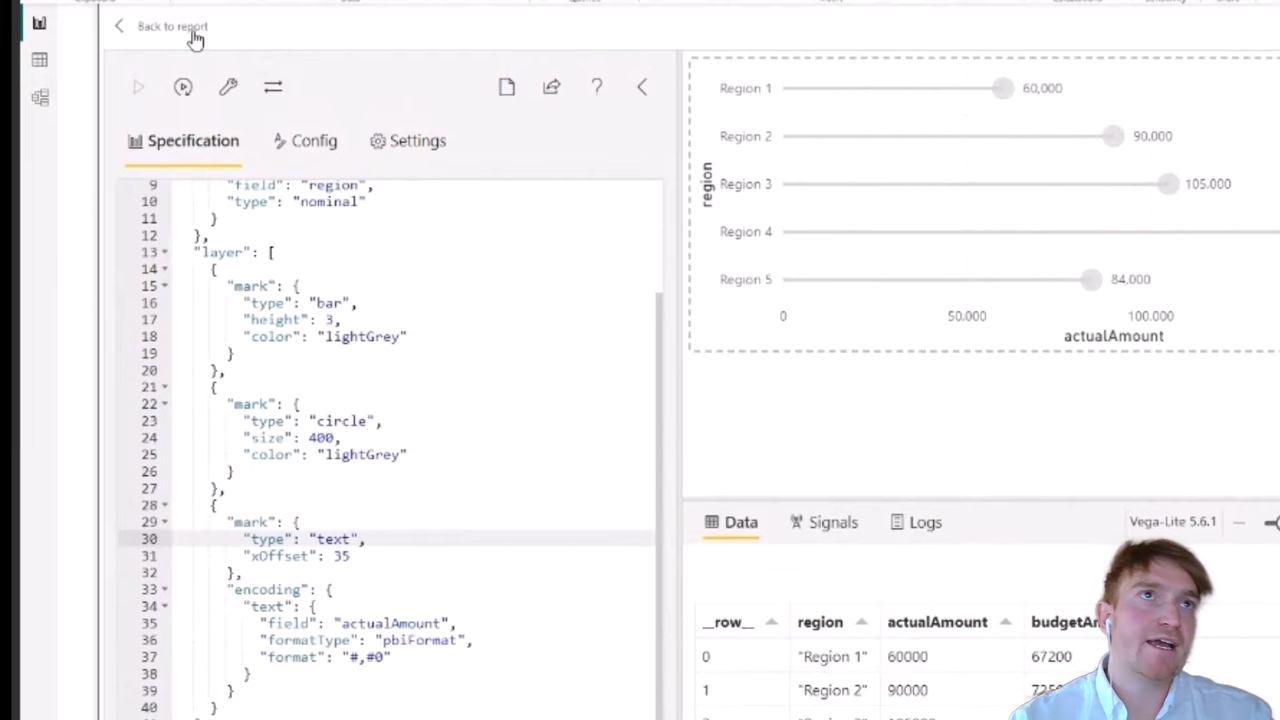 Back to report
Specification
Config
Settings
9 "field": "region",
10 "type": "nominal"
11 }
12 },
13 "layer": [
14 {
15 "mark": {
16 "type": "bar",
17 "height": 3,
18 "color": "lightGrey"
19 }
20 },
21 {
22 "mark": {
23 "type": "circle",
24 "size": 400,
25 "color": "lightGrey"
26 }
27 },
28 {
29 "mark": {
30 "type": "text",
31 "xOffset": 35
32 },
33 "encoding": {
34 "text": {
35 "field": "actualAmount",
36 "formatType": "pbiFormat",
37 "format": "#,#0"
38 }
39 }
40 }
region
Region 1 60,000
Region 2 90,000
Region 3 105,000
Region 4
Region 5 84,000
0 50,000 100,000
actualAmount
Data
Signals
Logs
Vega-Lite 5.6.1
__row__ region actualAmount
0 "Region 1" 60000 67200
1 "Region 2" 90000